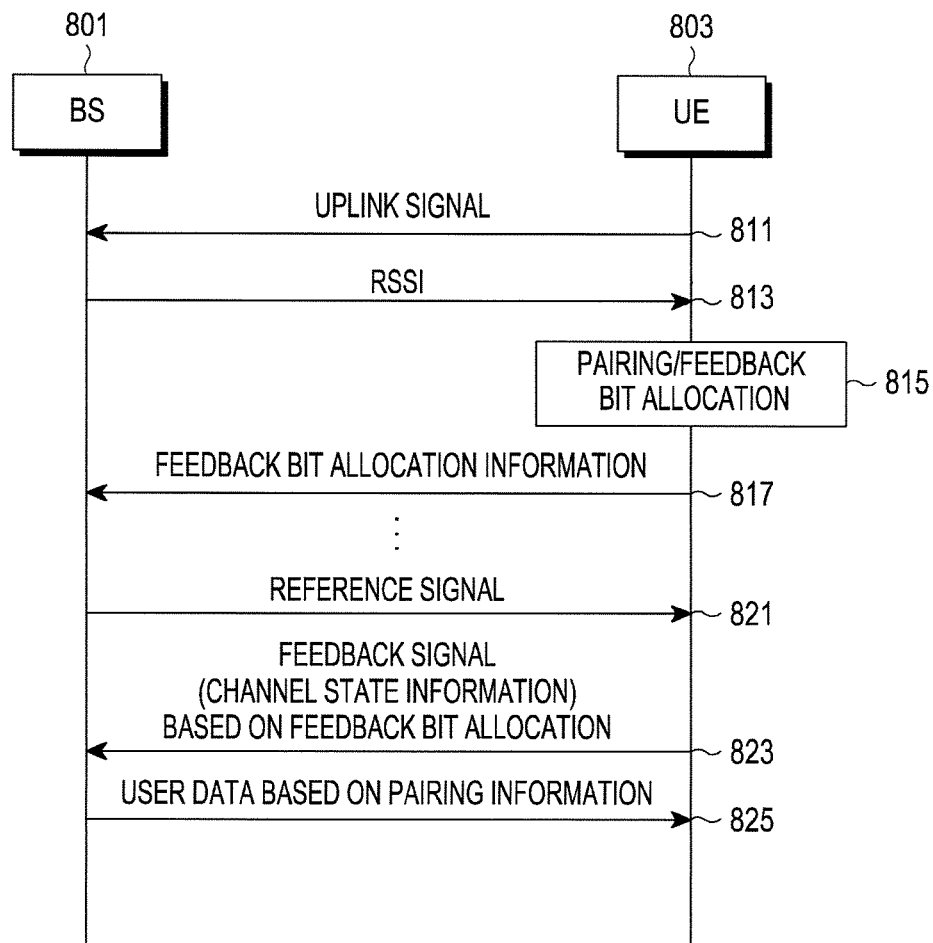 801
803
BS
UE
UPLINK SIGNAL
811
RSSI
813
PAIRING/FEEDBACK
BIT ALLOCATION
815
FEEDBACK BIT ALLOCATION INFORMATION
817
REFERENCE SIGNAL
821
FEEDBACK SIGNAL
(CHANNEL STATE INFORMATION)
BASED ON FEEDBACK BIT ALLOCATION
823
USER DATA BASED ON PAIRING INFORMATION
825